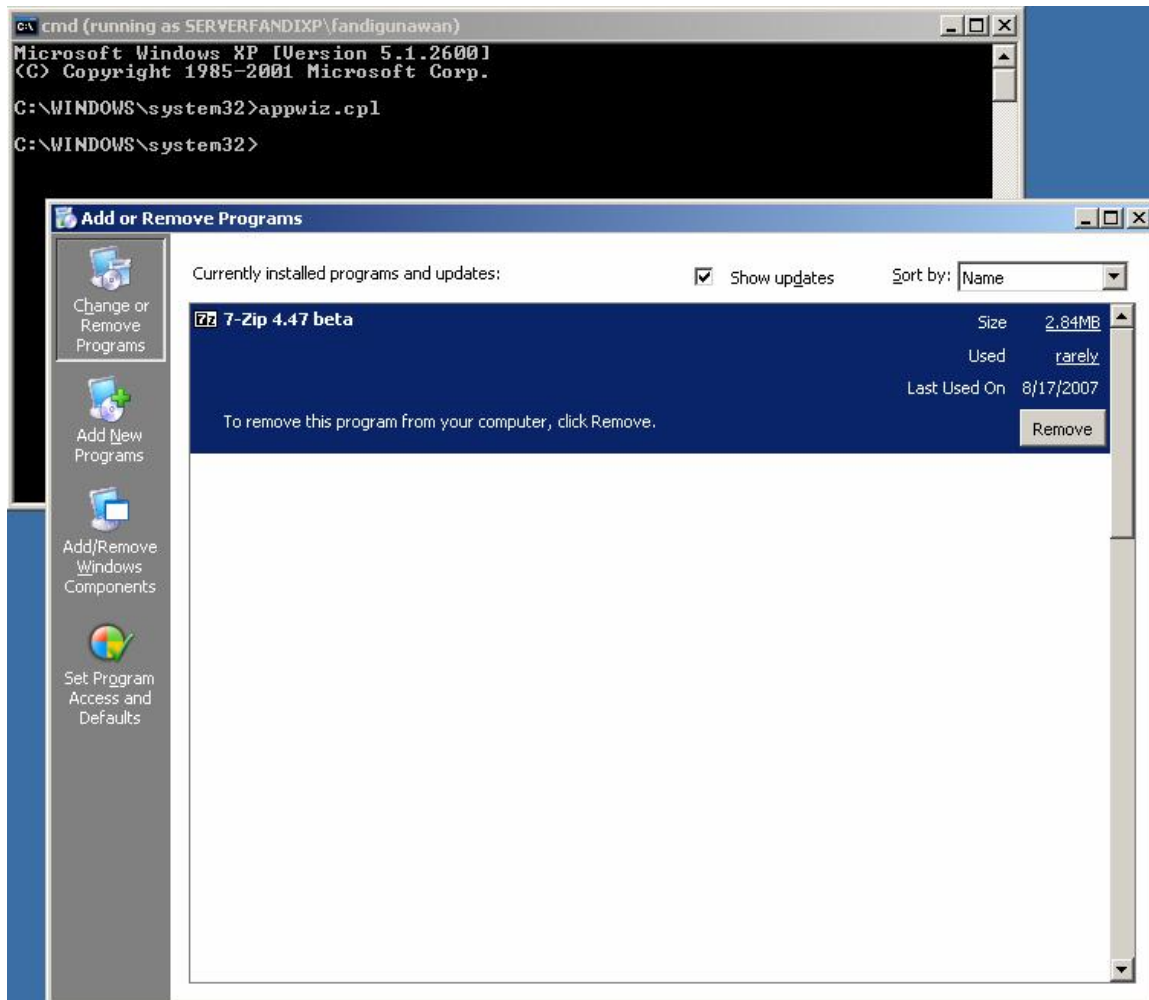 cmd (running as SERVERFANDIXP\fandigunawan)
Microsoft Windows XP [Version 5.1.2600]
(C) Copyright 1985-2001 Microsoft Corp.
C:\WINDOWS\system32>appwiz.cpl
C:\WINDOWS\system32>
Add or Remove Programs
Change or
Remove
Programs
Add New
Programs
Add/Remove
Windows
Components
Set Program
Access and
Defaults
Currently installed programs and updates:
Show updates
Sort by: Name
7z 7-Zip 4.47 beta
Size 2.84MB
Used rarely
Last Used On 8/17/2007
To remove this program from your computer, click Remove.
Remove